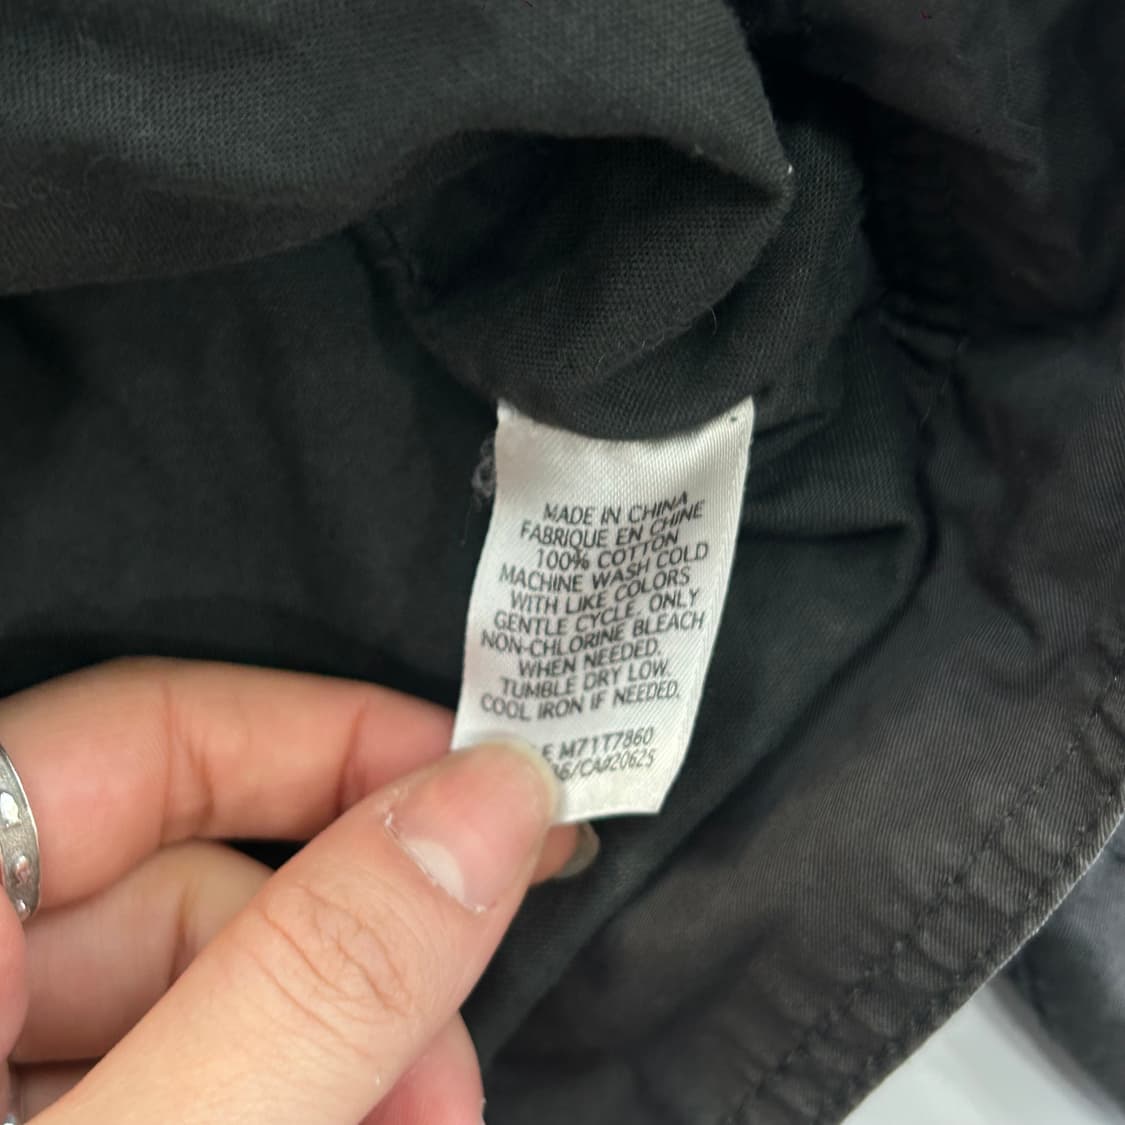 MADE IN CHINA
FABRIQUE EN CHINE
100% COTTON
MACHINE WASH COLD
WITH LIKE COLORS
GENTLE CYCLE. ONLY
NON-CHLORINE BLEACH
WHEN NEEDED.
TUMBLE DRY LOW.
COOL IRON IF NEEDED.
M71T7860
6/CA#20625